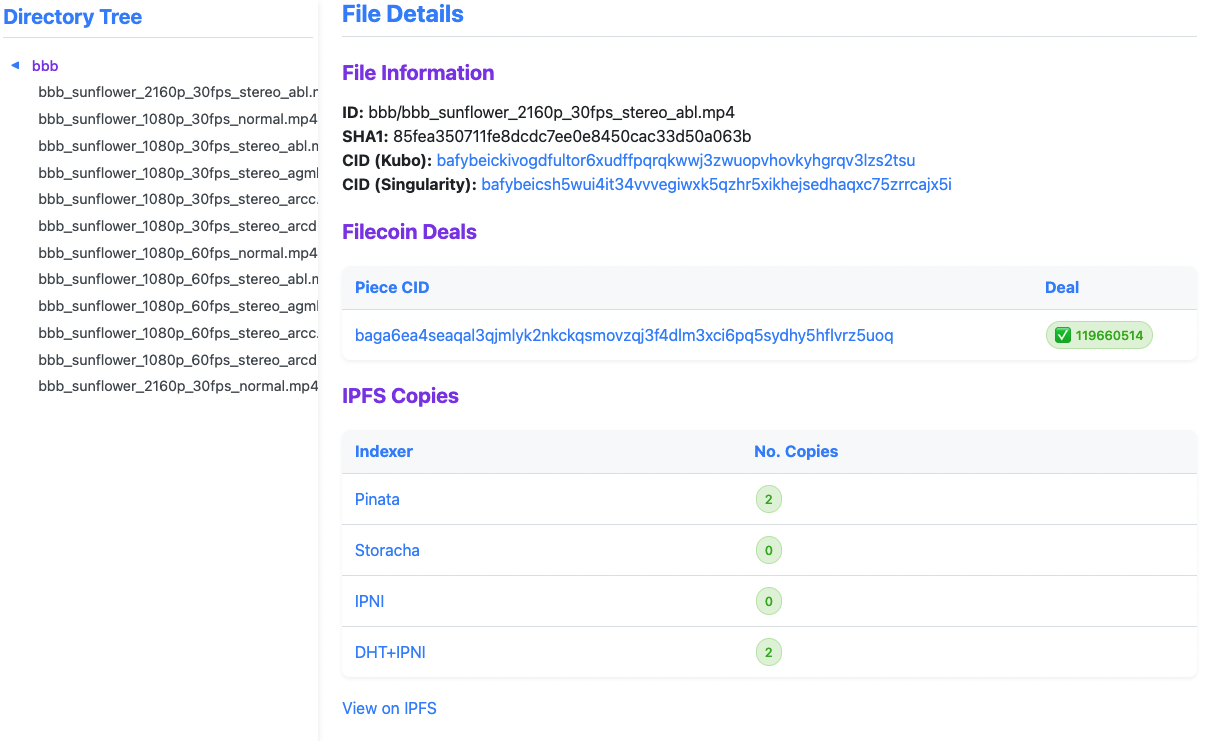 Directory Tree
bbb
bbb_sunflower_2160p_30fps_stereo_abl.m
bbb_sunflower_1080p_30fps_normal.mp4
bbb_sunflower_1080p_30fps_stereo_abl.m
bbb_sunflower_1080p_30fps_stereo_agml
bbb_sunflower_1080p_30fps_stereo_arcc.
bbb_sunflower_1080p_30fps_stereo_arcd
bbb_sunflower_1080p_60fps_normal.mp4
bbb_sunflower_1080p_60fps_stereo_abl.m
bbb_sunflower_1080p_60fps_stereo_agml
bbb_sunflower_1080p_60fps_stereo_arcc.
bbb_sunflower_1080p_60fps_stereo_arcd
bbb_sunflower_2160p_30fps_normal.mp4
File Details
File Information
ID: bbb/bbb_sunflower_2160p_30fps_stereo_abl.mp4
SHA1: 85fea350711fe8dcdc7ee0e8450cac33d50a063b
CID (Kubo): bafybeickivogdfultor6xudffpqrqkwwj3zwuopvhovkyhgrqv3lzs2tsu
CID (Singularity): bafybeicsh5wui4it34vvvegiwxk5qzhr5xikhejsedhaqxc75zrrcajx5i
Filecoin Deals
Piece CID Deal
baga6ea4seaqal3qjmlyk2nkckqsmovzqj3f4dlm3xci6pq5sydhy5hflvrz5uoq ✅ 119660514
IPFS Copies
Indexer No. Copies
Pinata 2
Storacha 0
IPNI 0
DHT+IPNI 2
View on IPFS